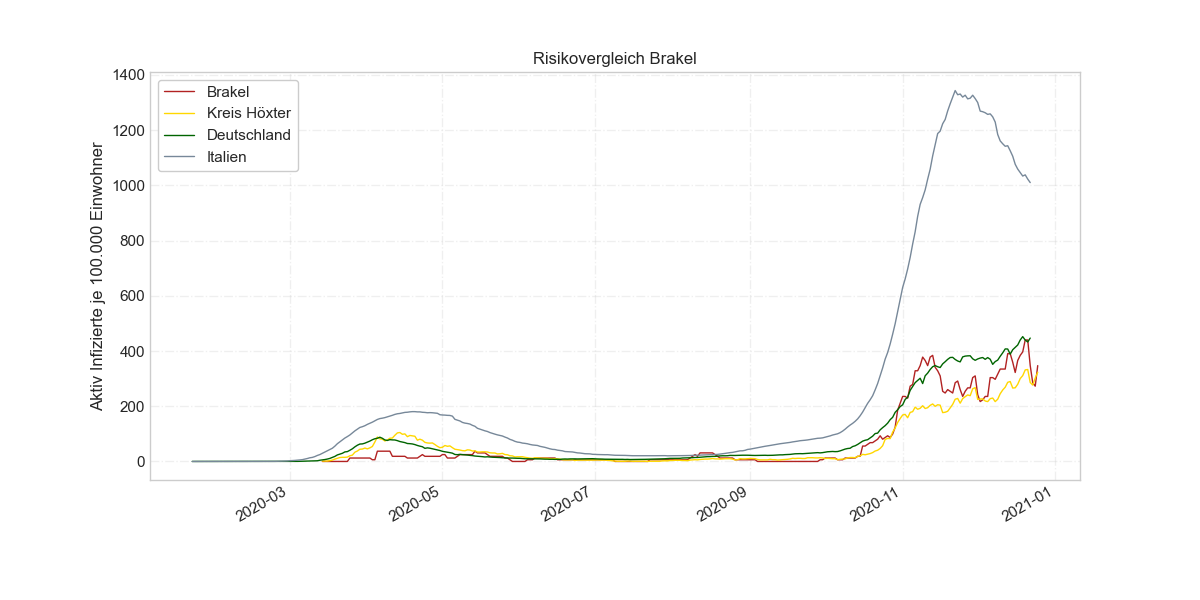 Risikovergleich Brakel
Aktiv Infizierte je 100.000 Einwohner
1400
1200
1000
800
600
400
200
0
Brakel
Kreis Höxter
Deutschland
Italien
2020-03
2020-05
2020-07
2020-09
2020-11
2021-01